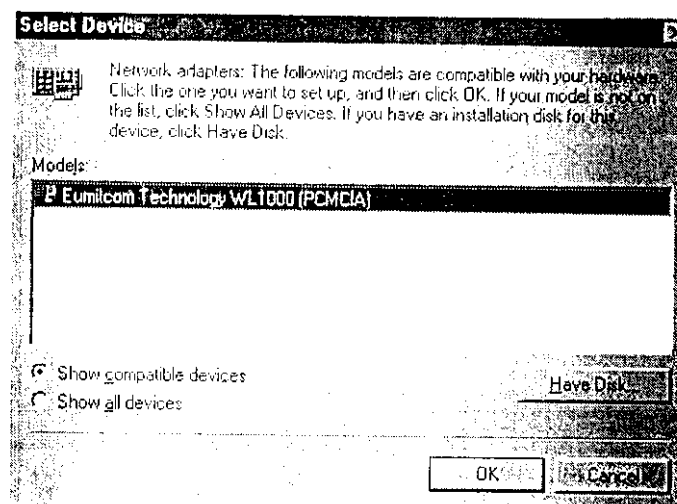 Select Device
Network adapters: The following models are compatible with your hardware.
Click the one you want to set up, and then click OK. If your model is not on
the list, click Show All Devices. If you have an installation disk for this
device, click Have Disk.
Models:
Eumilcom Technology WL1000 (PCMCIA)
Show compatible devices
Show all devices
Have Disk...
OK
Cancel